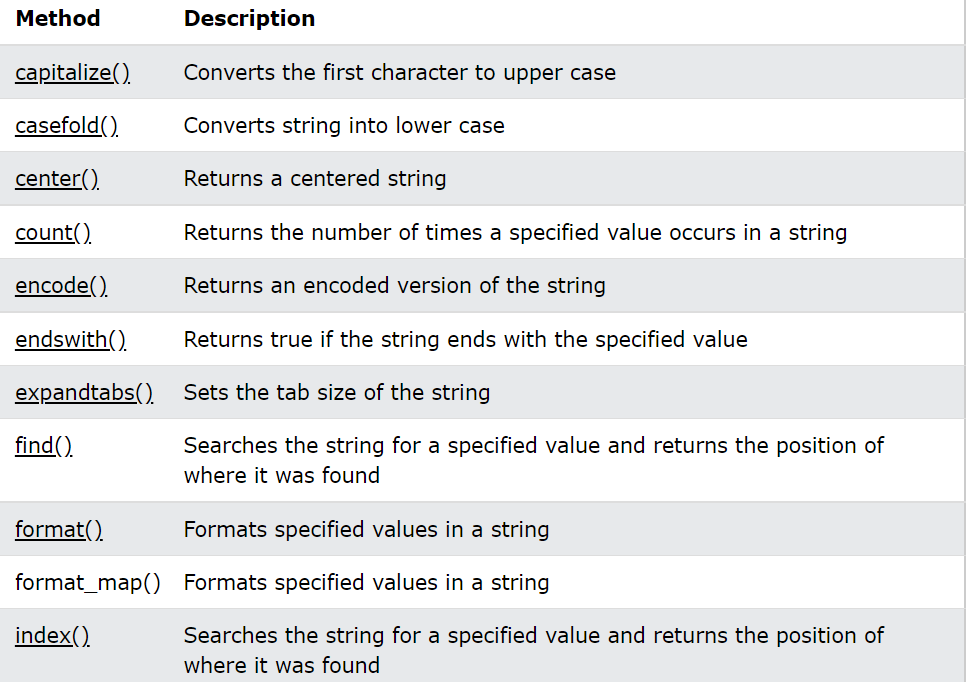 Method Description
capitalize() Converts the first character to upper case
casefold() Converts string into lower case
center() Returns a centered string
count() Returns the number of times a specified value occurs in a string
encode() Returns an encoded version of the string
endswith() Returns true if the string ends with the specified value
expandtabs() Sets the tab size of the string
find() Searches the string for a specified value and returns the position of
where it was found
format() Formats specified values in a string
format_map() Formats specified values in a string
index() Searches the string for a specified value and returns the position of
where it was found